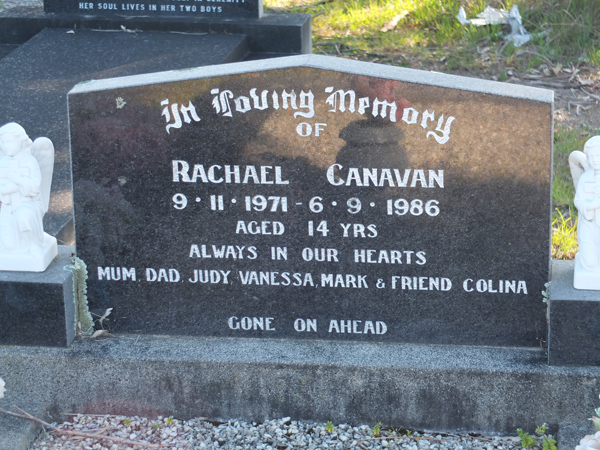 HER SOUL LIVES IN HER TWO BOYS
In Loving Memory
OF
RACHAEL CANAVAN
9·11·1971-6·9·1986
AGED 14 YRS
ALWAYS IN OUR HEARTS
MUM, DAD, JUDY, VANESSA, MARK & FRIEND COLINA
GONE ON AHEAD